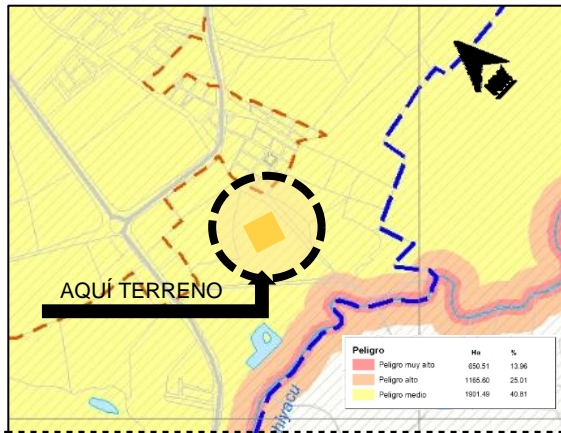 AQUÍ TERRENO
Peligro Ha %
Peligro muy alto 650.51 13.96
Peligro alto 1165.60 25.01
Peligro medio 1901.49 40.81